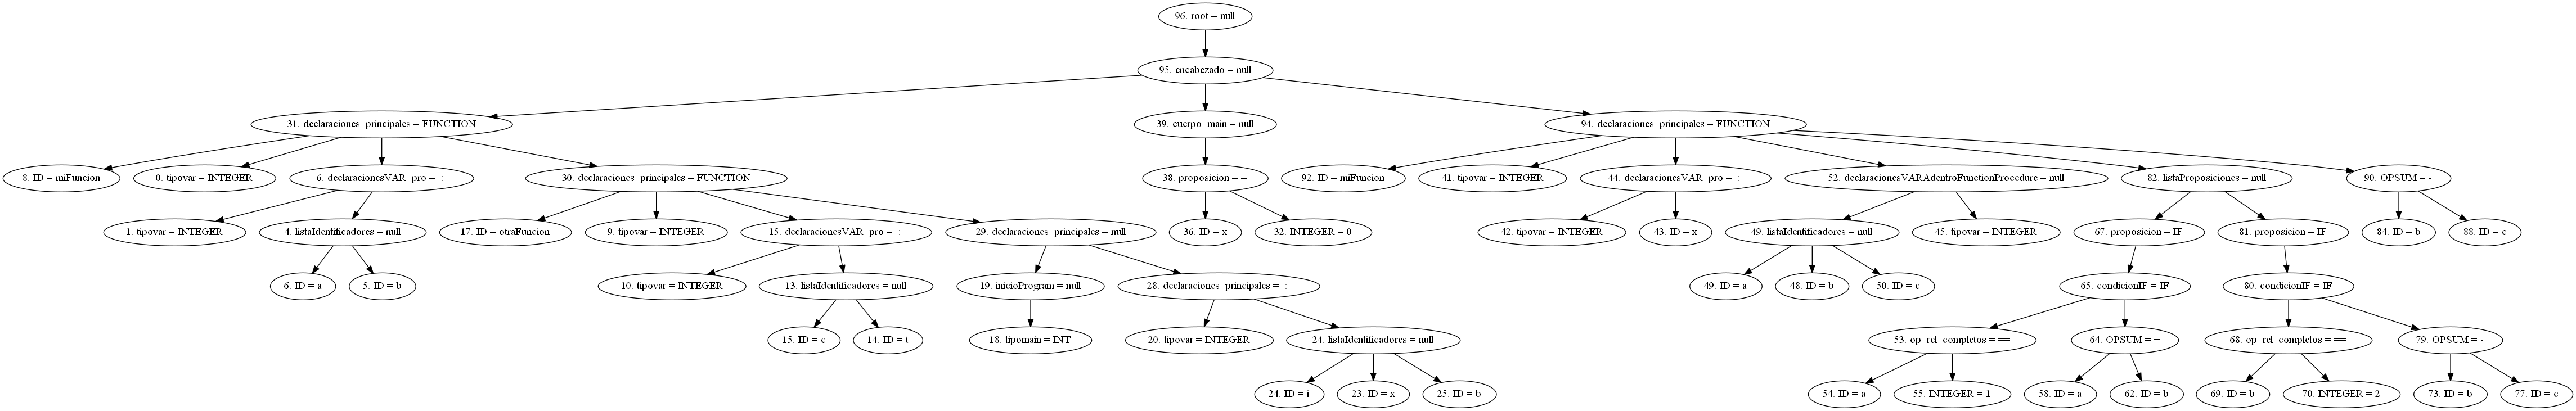 96. root = null
95. encabezado = null
31. declaraciones_principales = FUNCTION
39. cuerpo_main = null
94. declaraciones_principales = FUNCTION
8. ID = miFuncion
0. tipovar = INTEGER
6. declaracionesVAR_pro = :
30. declaraciones_principales = FUNCTION
38. proposicion = =
92. ID = miFuncion
41. tipovar = INTEGER
44. declaracionesVAR_pro = :
52. declaracionesVARAdentroFunctionProcedure = null
82. listaProposiciones = null
90. OPSUM = -
1. tipovar = INTEGER
4. listaIdentificadores = null
17. ID = otraFuncion
9. tipovar = INTEGER
15. declaracionesVAR_pro = :
29. declaraciones_principales = null
36. ID = x
32. INTEGER = 0
42. tipovar = INTEGER
43. ID = x
49. listaIdentificadores = null
45. tipovar = INTEGER
67. proposicion = IF
81. proposicion = IF
84. ID = b
88. ID = c
6. ID = a
5. ID = b
10. tipovar = INTEGER
13. listaIdentificadores = null
19. inicioProgram = null
28. declaraciones_principales = :
49. ID = a
48. ID = b
50. ID = c
65. condicionIF = IF
80. condicionIF = IF
15. ID = c
14. ID = t
18. tipomain = INT
20. tipovar = INTEGER
24. listaIdentificadores = null
53. op_rel_completos = ==
64. OPSUM = +
68. op_rel_completos = ==
79. OPSUM = -
24. ID = i
23. ID = x
25. ID = b
54. ID = a
55. INTEGER = 1
58. ID = a
62. ID = b
69. ID = b
70. INTEGER = 2
73. ID = b
77. ID = c